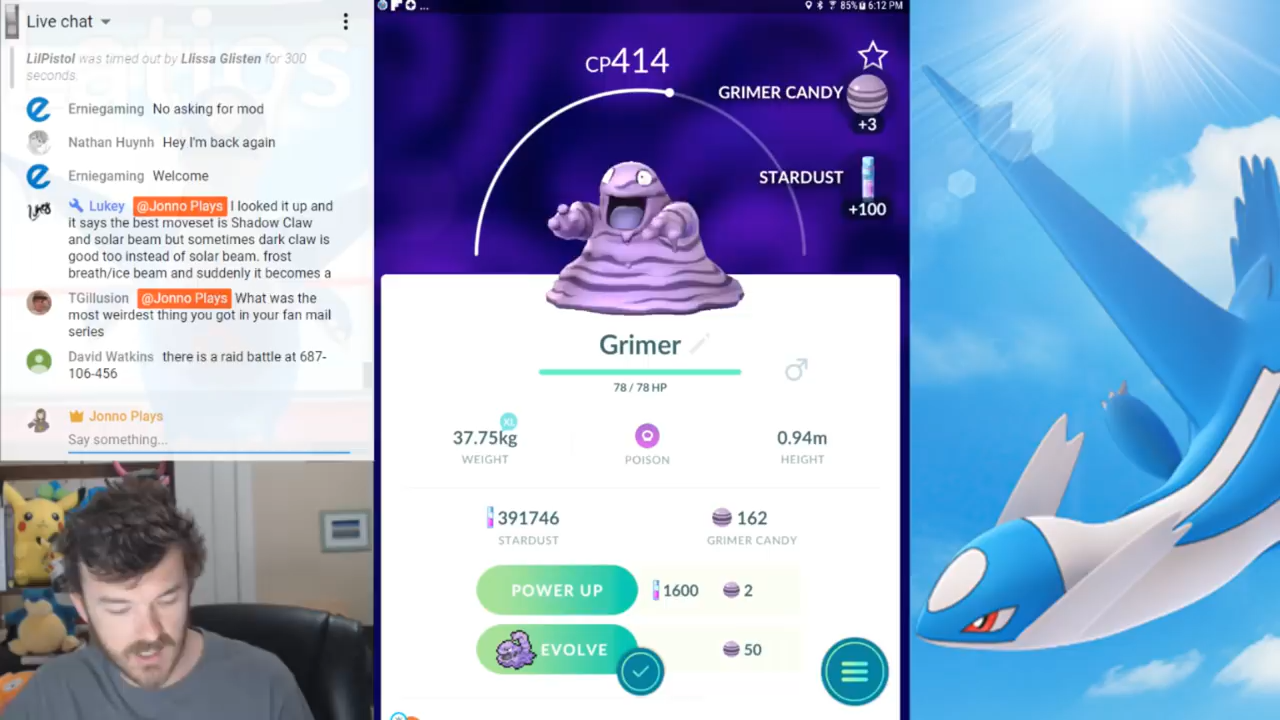 Live chat
LilPistol was timed out by Llissa Glisten for 300
seconds.
Erniegaming No asking for mod
Nathan Huynh Hey I'm back again
Erniegaming Welcome
Lukey @Jonno Plays I looked it up and
it says the best moveset is Shadow Claw
and solar beam but sometimes dark claw is
good too instead of solar beam. frost
breath/ice beam and suddenly it becomes a
TGillusion @Jonno Plays What was the
most weirdest thing you got in your fan mail
series
David Watkins there is a raid battle at 687-
106-456
Jonno Plays
Say something...
...
85% 6:12 PM
CP414
GRIMER CANDY
+3
STARDUST
+100
Grimer
78 / 78 HP
XL
37.75kg
WEIGHT
POISON
0.94m
HEIGHT
391746
STARDUST
162
GRIMER CANDY
POWER UP 1600 2
EVOLVE 50